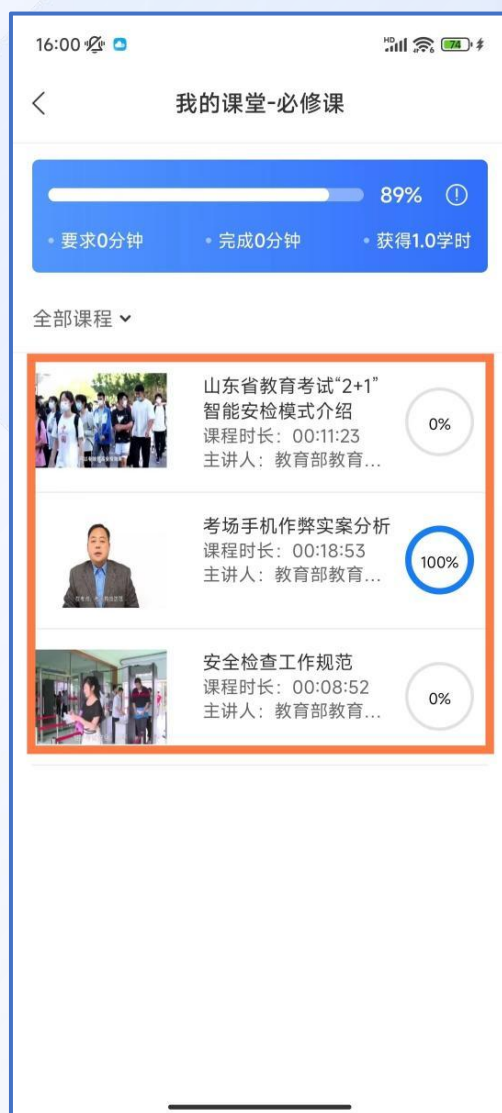 16:00
HD
6
74
我的课堂-必修课
89%
要求0分钟
完成0分钟
获得1.0学时
全部课程
山东省教育考试“2+1”
智能安检模式介绍
课程时长：00:11:23
主讲人：教育部教育...
0%
考场手机作弊实案分析
课程时长：00:18:53
主讲人：教育部教育...
100%
安全检查工作规范
课程时长：00:08:52
主讲人：教育部教育...
0%